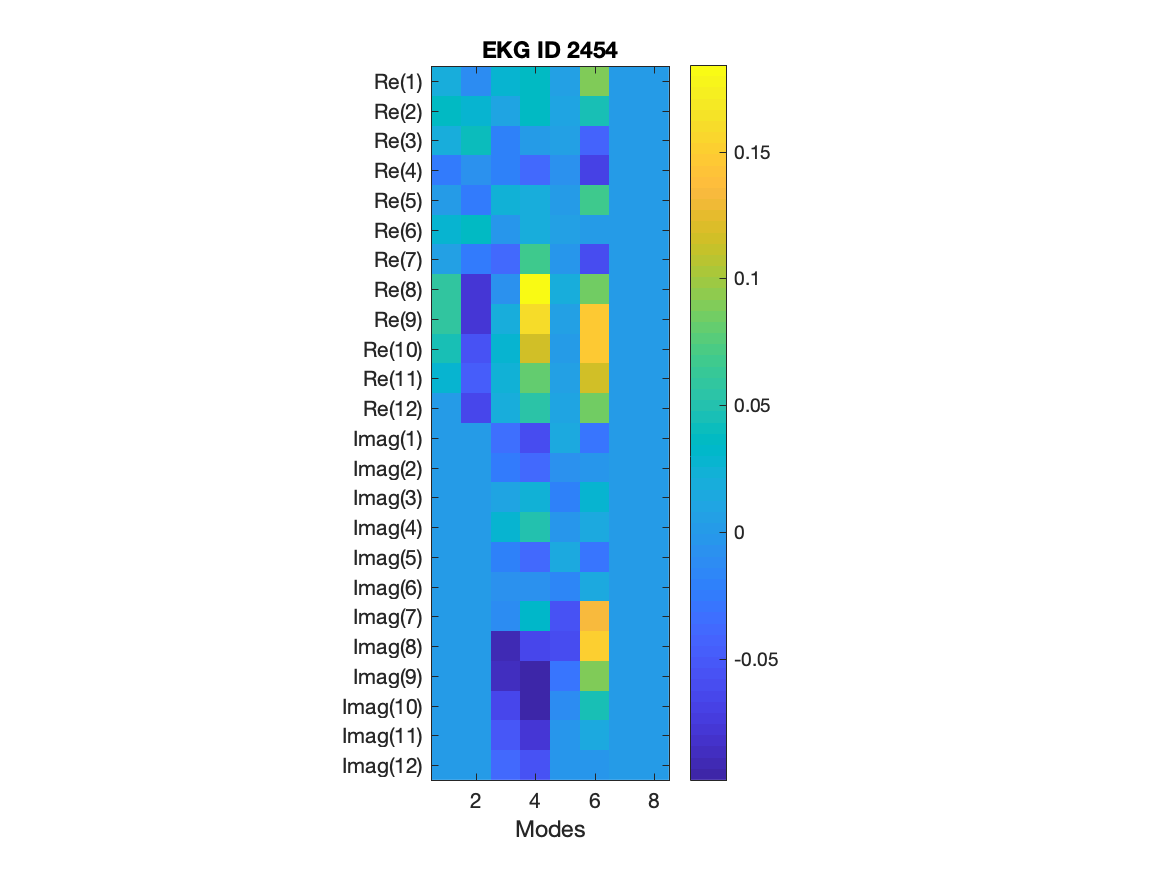 EKG ID 2454
Re(1)
Re(2)
Re(3)
Re(4)
Re(5)
Re(6)
Re(7)
Re(8)
Re(9)
Re(10)
Re(11)
Re(12)
Imag(1)
Imag(2)
Imag(3)
Imag(4)
Imag(5)
Imag(6)
Imag(7)
Imag(8)
Imag(9)
Imag(10)
Imag(11)
Imag(12)
2 4 6 8
Modes
0.15
0.1
0.05
0
-0.05